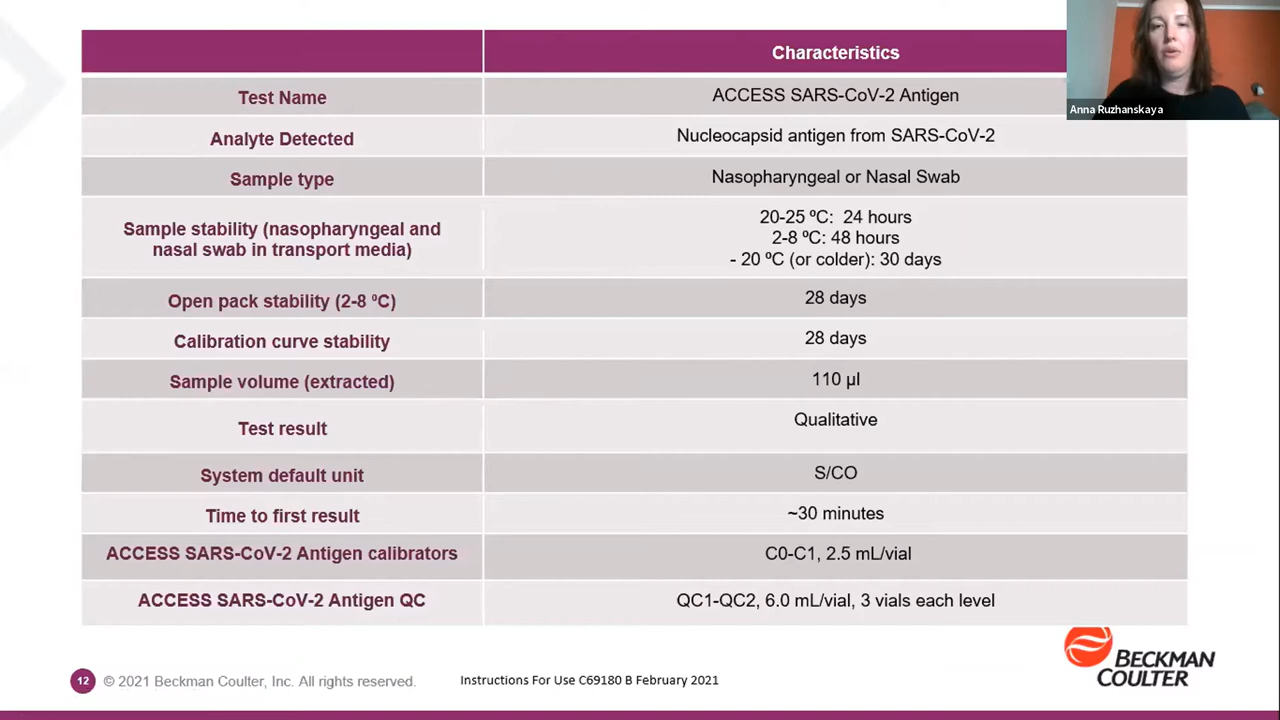 Characteristics
Test Name
ACCESS SARS-CoV-2 Antigen
Anna Ruzhanskaya
Analyte Detected
Nucleocapsid antigen from SARS-CoV-2
Sample type
Nasopharyngeal or Nasal Swab
Sample stability (nasopharyngeal and
nasal swab in transport media)
20-25 ºC: 24 hours
2-8 ºC: 48 hours
- 20 ºC (or colder): 30 days
Open pack stability (2-8 ⁰C)
28 days
Calibration curve stability
28 days
Sample volume (extracted)
110 µl
Test result
Qualitative
System default unit
S/CO
Time to first result
~30 minutes
ACCESS SARS-CoV-2 Antigen calibrators
C0-C1, 2.5 mL/vial
ACCESS SARS-CoV-2 Antigen QC
QC1-QC2, 6.0 mL/vial, 3 vials each level
12
© 2021 Beckman Coulter, Inc. All rights reserved.
Instructions For Use C69180 B February 2021
BECKMAN
COULTER